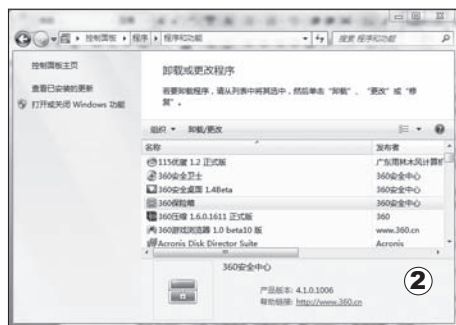 控制面板 ▸ 程序 ▸ 程序和功能
搜索 程序和功能
控制面板主页
查看已安装的更新
打开或关闭 Windows 功能
卸载或更改程序
若要卸载程序，请从列表中将其选中，然后单击“卸载”、“更改”或“修复”。
组织 卸载/更改
名称 发布者
115优蛋 1.2 正式版 广东雨林木风计算机
360安全卫士 360安全中心
360安全桌面 1.4Beta 360安全中心
360保险箱 360安全中心
360压缩 1.6.0.1611 正式版 360
360游戏浏览器 1.0 beta10 版 www.360.cn
Acronis Disk Director Suite Acronis
360安全中心
产品版本: 4.1.0.1006
帮助链接: http://www.360.cn
②